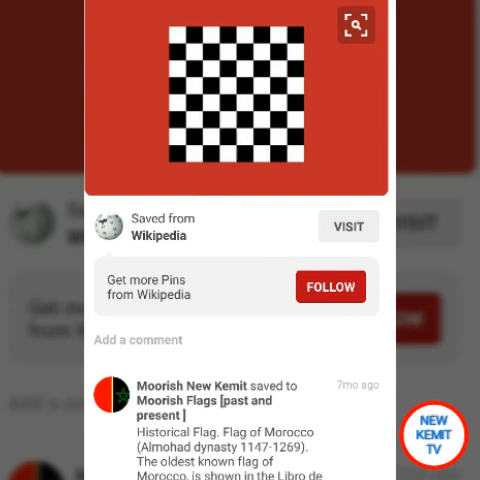 Saved from
Wikipedia
VISIT
Get more Pins
from Wikipedia
FOLLOW
Add a comment
Moorish New Kemit saved to
Moorish Flags [past and
present ]
7mo ago
Historical Flag. Flag of Morocco
(Almohad dynasty 1147-1269).
The oldest known flag of
Morocco, is shown in the Libro de
NEW
KEMIT
TV